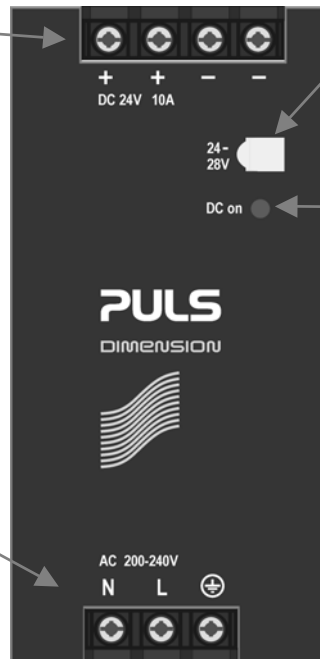 + + − −
DC 24V 10A
24-
28V
DC on
PULS
DIMENSION
AC 200-240V
N L